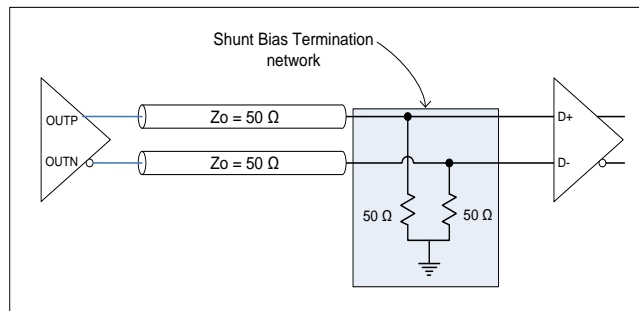 Shunt Bias Termination
network
OUTP
Zo = 50 Ω
D+
OUTN
Zo = 50 Ω
D-
50 Ω
50 Ω